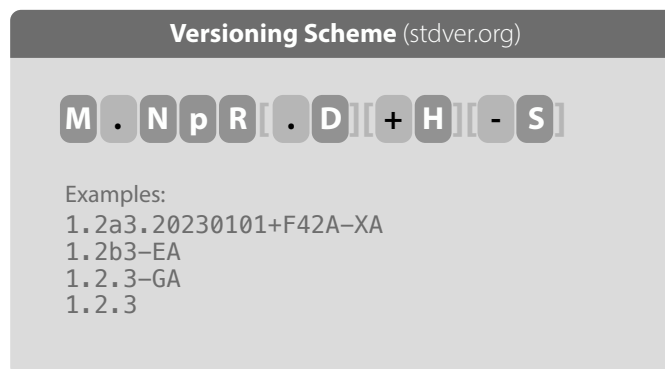 Versioning Scheme (stdver.org)
M.NpR[.D][+H][-S]
Examples:
1.2a3.20230101+F42A-XA
1.2b3-EA
1.2.3-GA
1.2.3